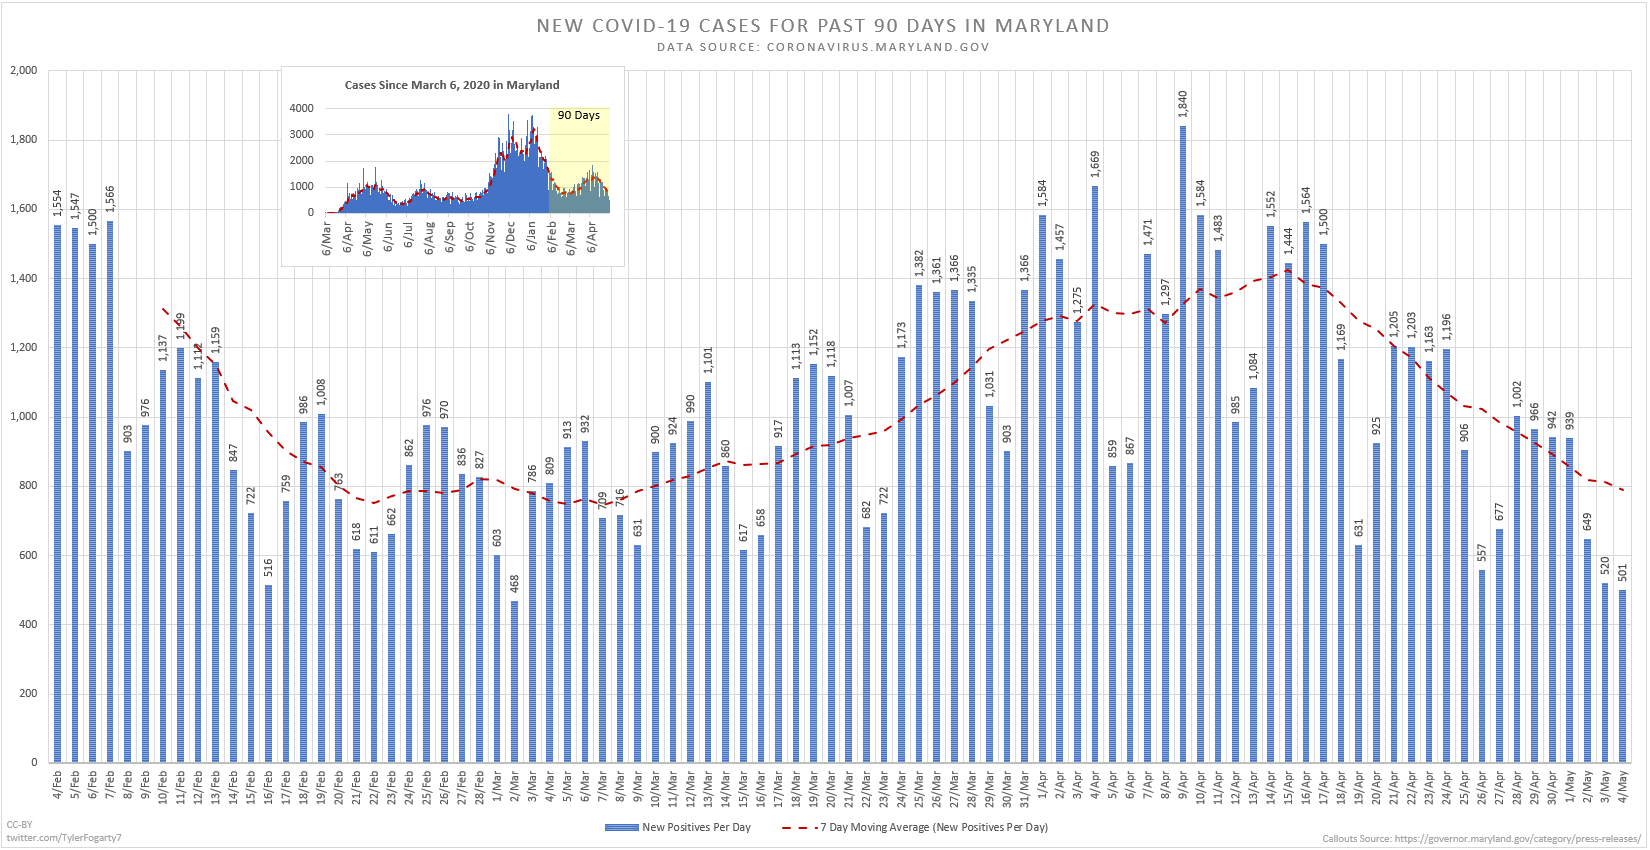 NEW COVID-19 CASES FOR PAST 90 DAYS IN MARYLAND
DATA SOURCE: CORONAVIRUS.MARYLAND.GOV
2,000
1,800
1,600
1,400
1,200
1,000
800
600
400
200
0
Cases Since March 6, 2020 in Maryland
90 Days
4000
3000
2000
1000
0
6/Mar
6/Apr
6/May
6/Jun
6/Jul
6/Aug
6/Sep
6/Oct
6/Nov
6/Dec
6/Jan
6/Feb
6/Mar
6/Apr
1,554
1,547
1,500
1,566
903
976
1,137
1,199
1,112
1,159
847
722
516
759
986
1,008
763
618
611
662
862
976
970
836
827
603
468
786
809
913
932
709
716
631
900
924
990
1,101
860
617
658
917
1,113
1,152
1,118
1,007
682
722
1,173
1,382
1,361
1,366
1,335
1,031
903
1,366
1,584
1,457
1,275
1,669
859
867
1,471
1,297
1,840
1,584
1,483
985
1,084
1,552
1,444
1,564
1,500
1,169
631
925
1,205
1,203
1,163
1,196
906
557
677
1,002
966
942
939
649
520
501
4/Feb
5/Feb
6/Feb
7/Feb
8/Feb
9/Feb
10/Feb
11/Feb
12/Feb
13/Feb
14/Feb
15/Feb
16/Feb
17/Feb
18/Feb
19/Feb
20/Feb
21/Feb
22/Feb
23/Feb
24/Feb
25/Feb
26/Feb
27/Feb
28/Feb
1/Mar
2/Mar
3/Mar
4/Mar
5/Mar
6/Mar
7/Mar
8/Mar
9/Mar
10/Mar
11/Mar
12/Mar
13/Mar
14/Mar
15/Mar
16/Mar
17/Mar
18/Mar
19/Mar
20/Mar
21/Mar
22/Mar
23/Mar
24/Mar
25/Mar
26/Mar
27/Mar
28/Mar
29/Mar
30/Mar
31/Mar
1/Apr
2/Apr
3/Apr
4/Apr
5/Apr
6/Apr
7/Apr
8/Apr
9/Apr
10/Apr
11/Apr
12/Apr
13/Apr
14/Apr
15/Apr
16/Apr
17/Apr
18/Apr
19/Apr
20/Apr
21/Apr
22/Apr
23/Apr
24/Apr
25/Apr
26/Apr
27/Apr
28/Apr
29/Apr
30/Apr
1/May
2/May
3/May
4/May
CC-BY
twitter.com/TylerFogarty7
New Positives Per Day
7 Day Moving Average (New Positives Per Day)
Callouts Source: https://governor.maryland.gov/category/press-releases/